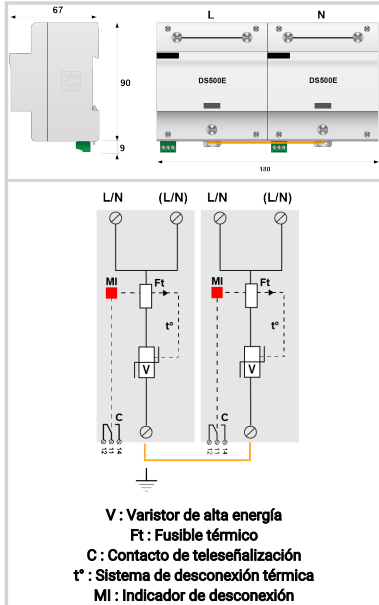 67
L N
90
DS500E DS500E
9
180
L/N (L/N) L/N (L/N)
MI Ft MI Ft
t° t°
V V
C C
12 11 14 12 11 14
V : Varistor de alta energía
Ft : Fusible térmico
C : Contacto de teleseñalización
t° : Sistema de desconexión térmica
MI : Indicador de desconexión